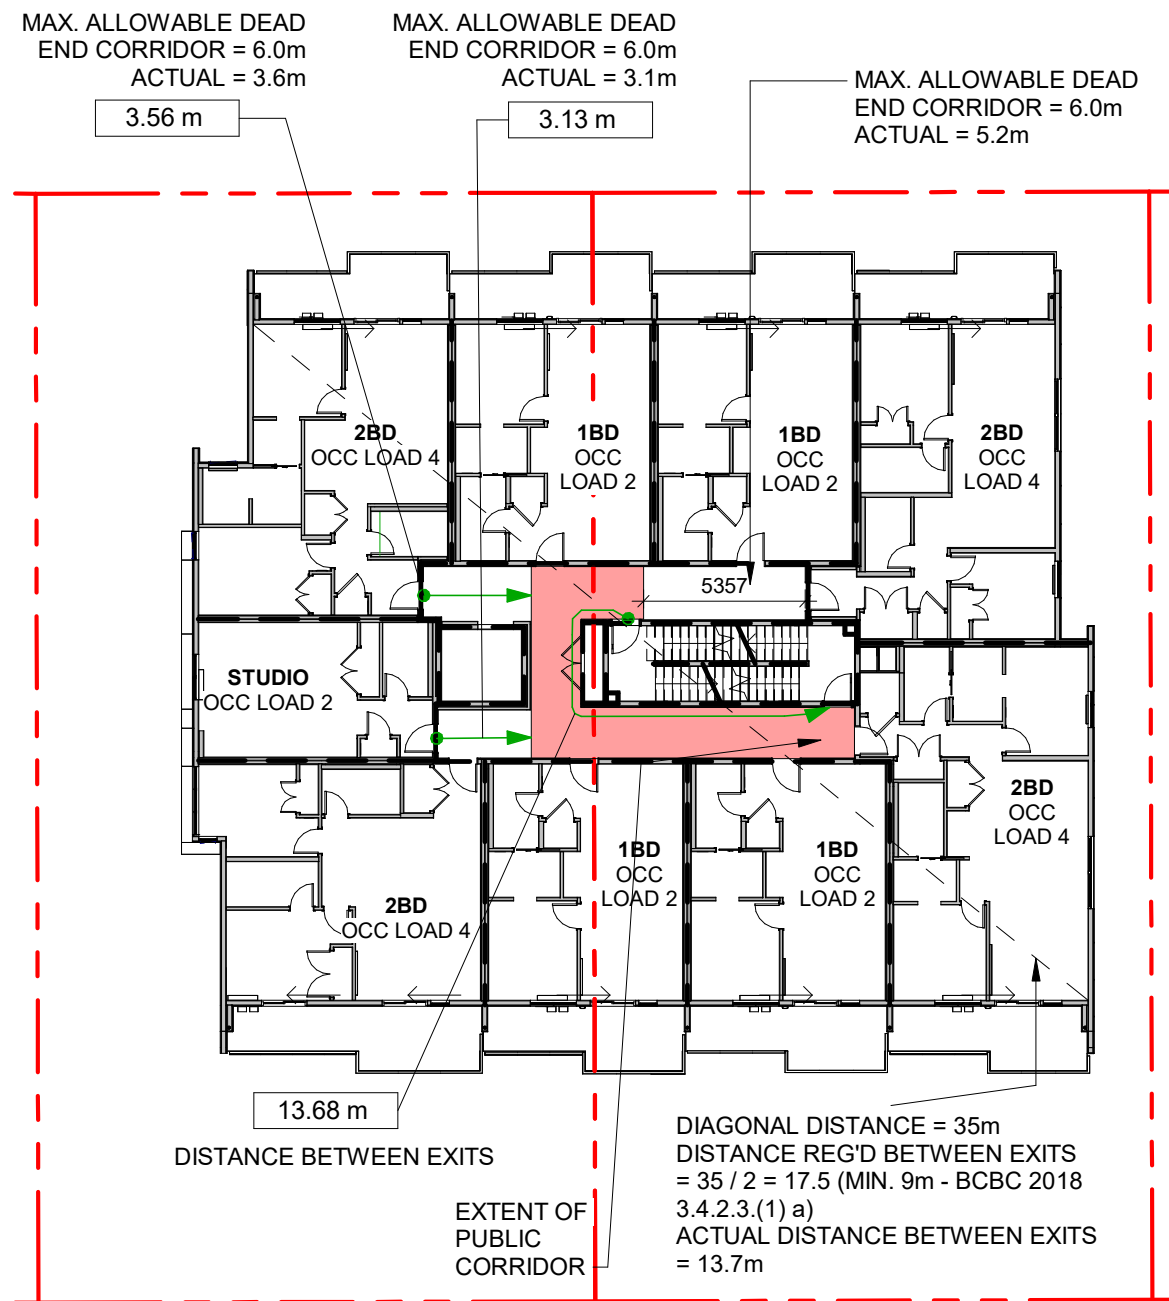 MAX. ALLOWABLE DEAD
END CORRIDOR = 6.0m
ACTUAL = 3.6m
3.56 m
MAX. ALLOWABLE DEAD
END CORRIDOR = 6.0m
ACTUAL = 3.1m
3.13 m
MAX. ALLOWABLE DEAD
END CORRIDOR = 6.0m
ACTUAL = 5.2m
2BD
OCC LOAD 4
1BD
OCC
LOAD 2
1BD
OCC
LOAD 2
2BD
OCC
LOAD 4
5357
STUDIO
OCC LOAD 2
2BD
OCC LOAD 4
1BD
OCC
LOAD 2
1BD
OCC
LOAD 2
2BD
OCC
LOAD 4
13.68 m
DISTANCE BETWEEN EXITS
EXTENT OF
PUBLIC
CORRIDOR
DIAGONAL DISTANCE = 35m
DISTANCE REG'D BETWEEN EXITS
= 35 / 2 = 17.5 (MIN. 9m - BCBC 2018
3.4.2.3.(1) a)
ACTUAL DISTANCE BETWEEN EXITS
= 13.7m